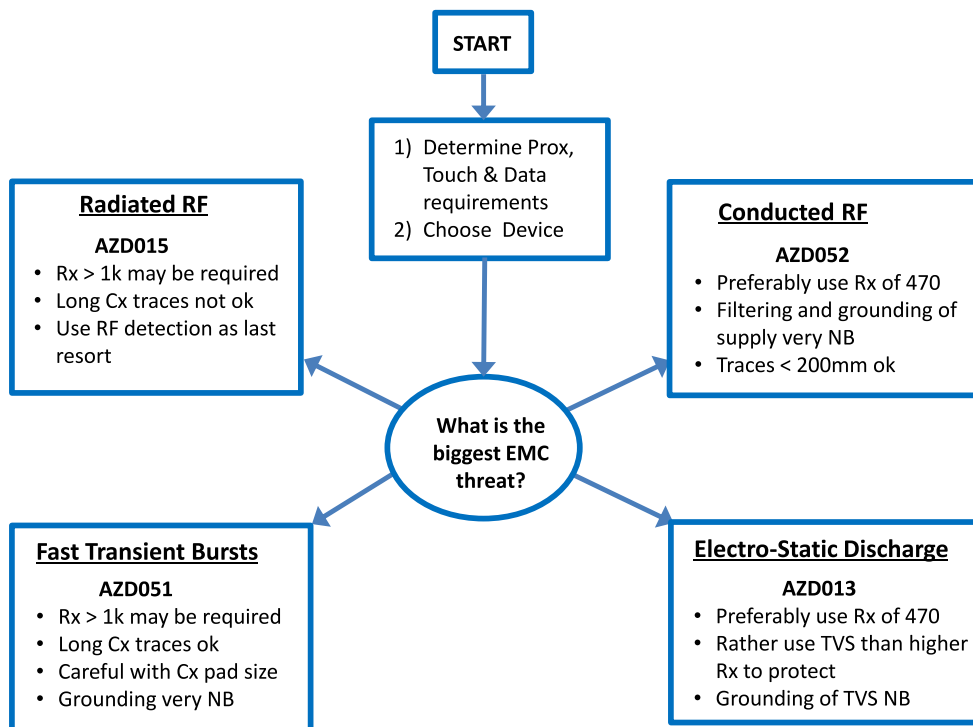 START
1) Determine Prox,
Touch & Data
requirements
2) Choose Device
Radiated RF
AZD015
• Rx > 1k may be required
• Long Cx traces not ok
• Use RF detection as last
resort
Conducted RF
AZD052
• Preferably use Rx of 470
• Filtering and grounding of
supply very NB
• Traces < 200mm ok
What is the
biggest EMC
threat?
Fast Transient Bursts
AZD051
• Rx > 1k may be required
• Long Cx traces ok
• Careful with Cx pad size
• Grounding very NB
Electro-Static Discharge
AZD013
• Preferably use Rx of 470
• Rather use TVS than higher
Rx to protect
• Grounding of TVS NB